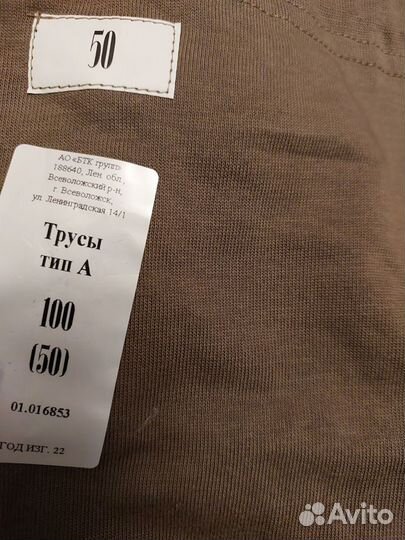 50
АО «БТК групп»
188640, Лен. обл.,
Всеволожский р-н,
г. Всеволожск,
ул. Ленинградская 14/1
Трусы
тип А
100
(50)
01.016853
ГОД ИЗГ. 22
Avito